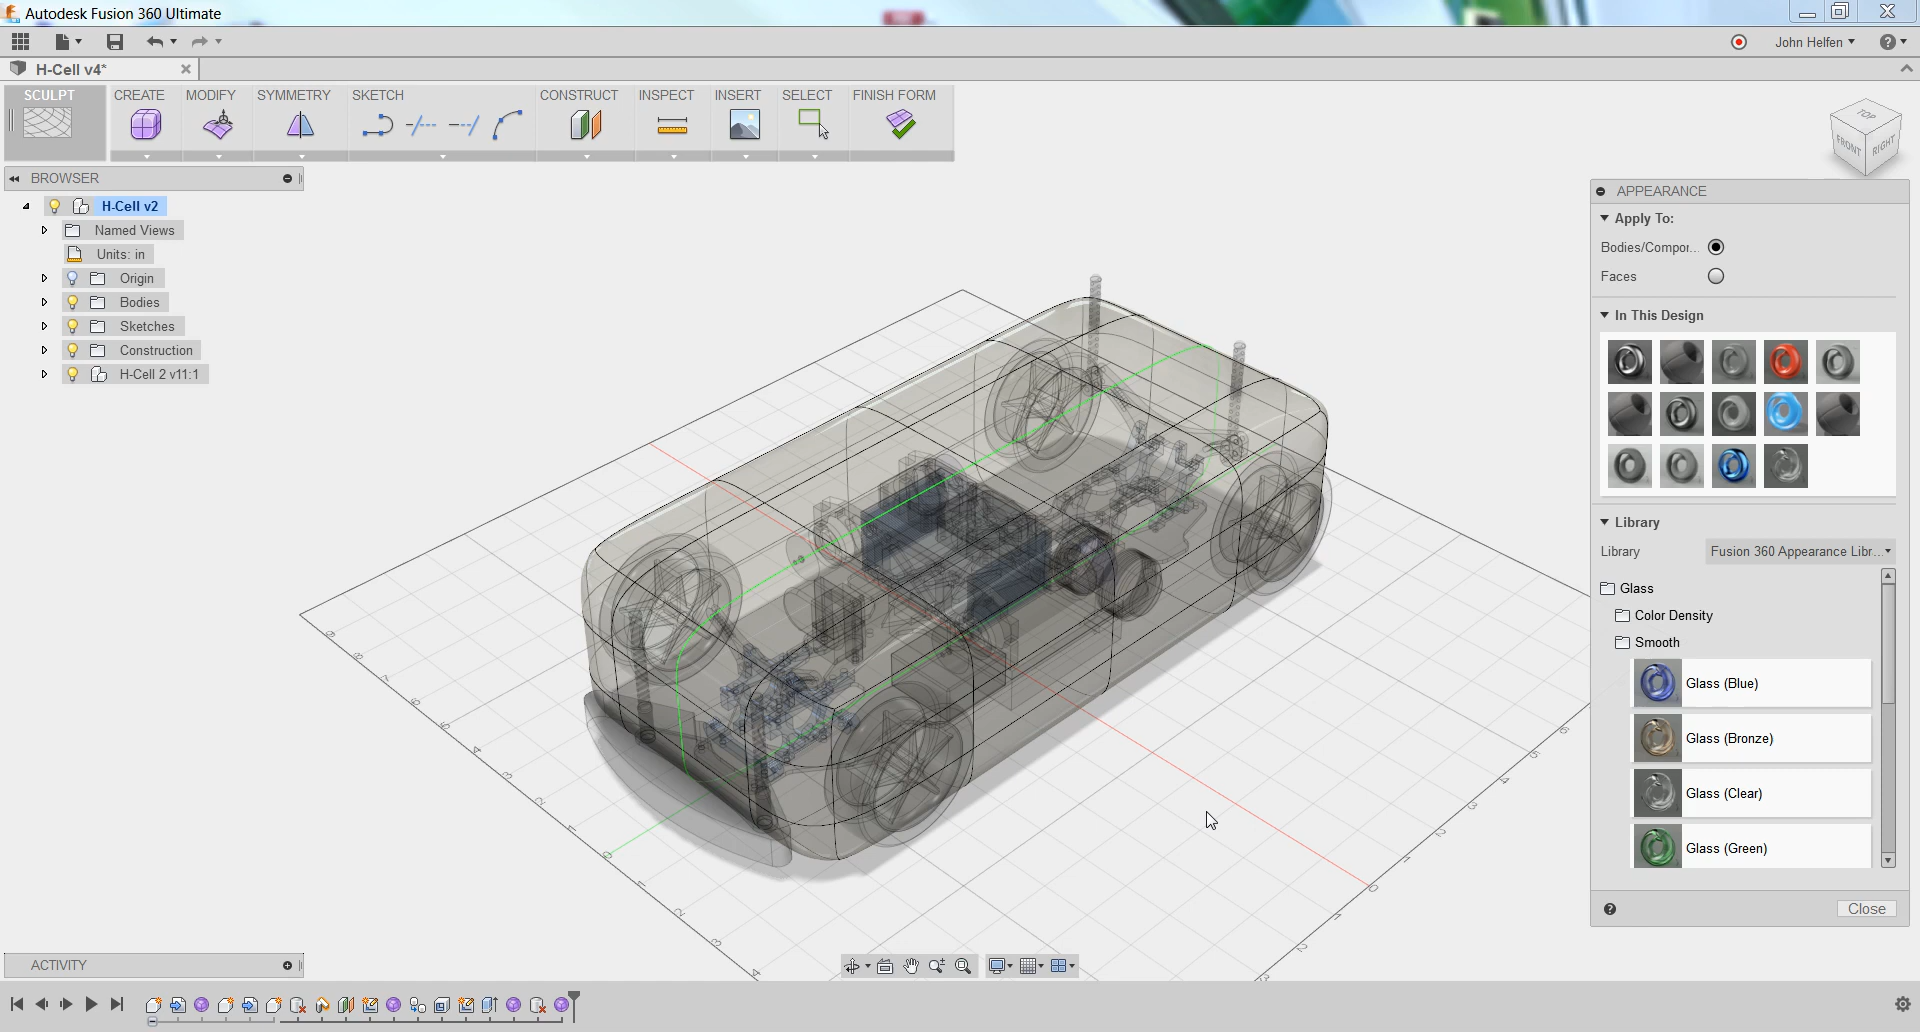 Autodesk Fusion 360 Ultimate
John Helfen
H-Cell v4*
SCULPT
CREATE
MODIFY
SYMMETRY
SKETCH
CONSTRUCT
INSPECT
INSERT
SELECT
FINISH FORM
TOP
FRONT
RIGHT
BROWSER
H-Cell v2
Named Views
Units: in
Origin
Bodies
Sketches
Construction
H-Cell 2 v11:1
APPEARANCE
Apply To:
Bodies/Compor...
Faces
In This Design
Library
Library
Fusion 360 Appearance Libr...
Glass
Color Density
Smooth
Glass (Blue)
Glass (Bronze)
Glass (Clear)
Glass (Green)
Close
ACTIVITY